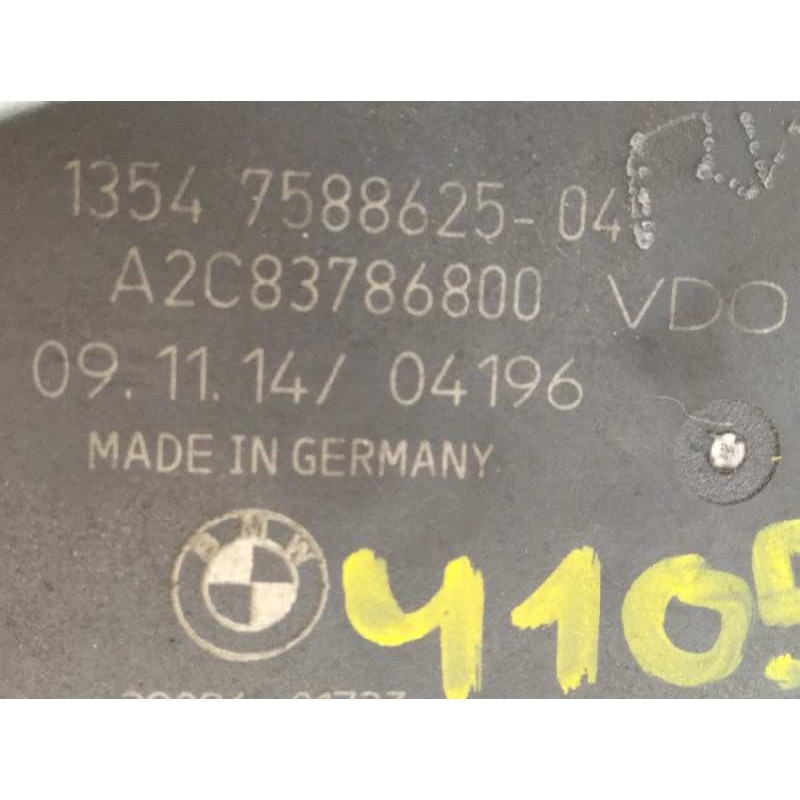 1354 7588625-04
A2C83786800 VDO
09.11.14/ 04196
MADE IN GERMANY
BMW
4105